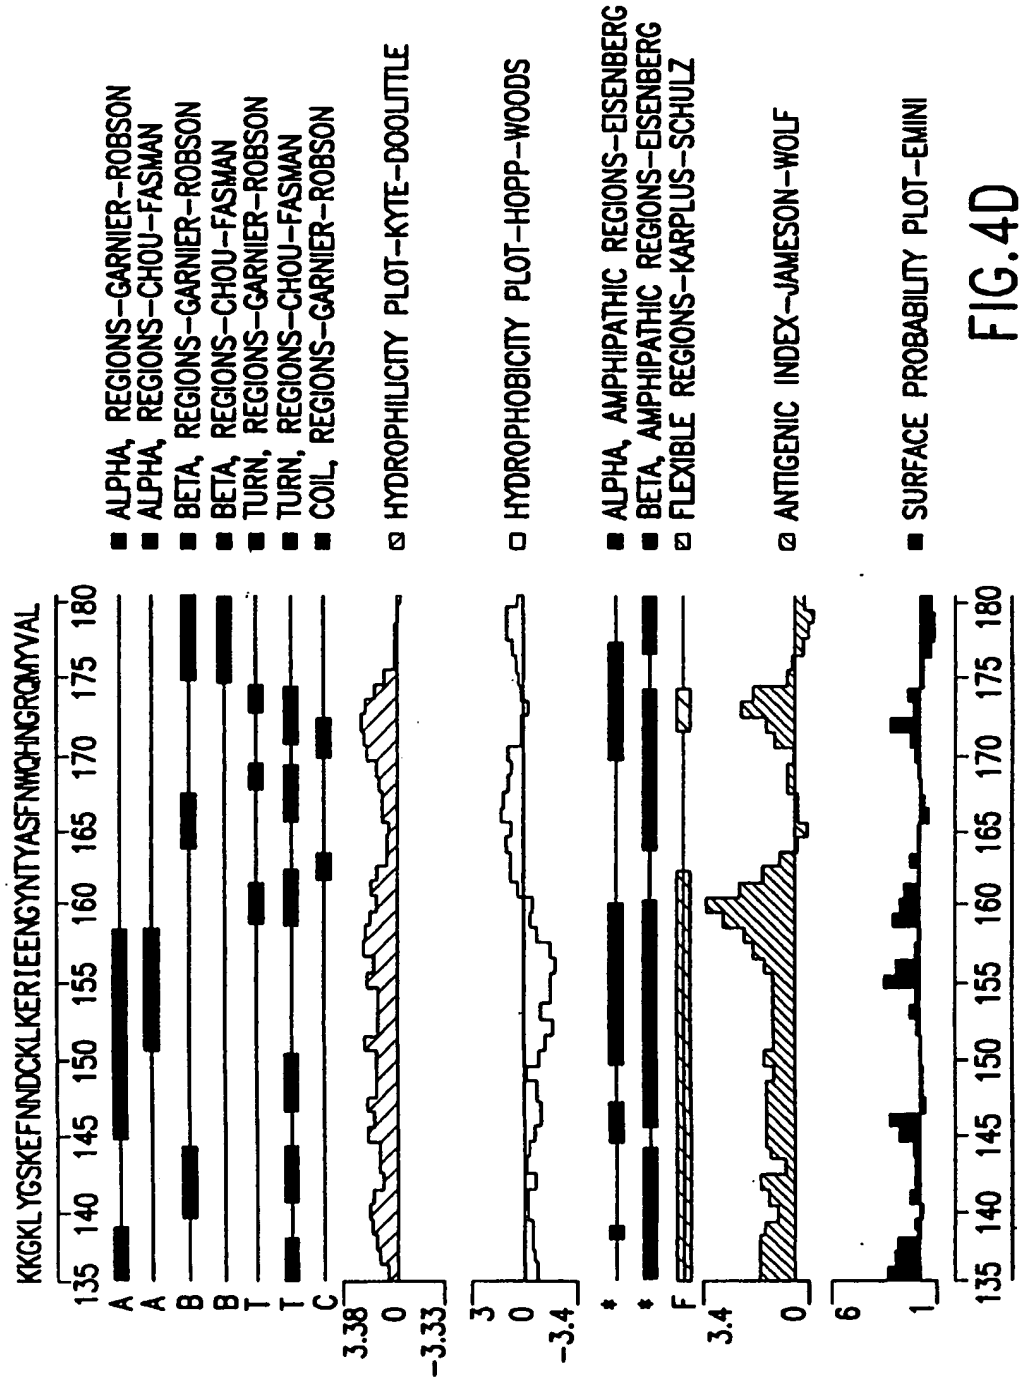 KKGKLYGSKEFNNDCKLKERIEENGYNTYASFNWQHNGRQMYVAL
135 140 145 150 155 160 165 170 175 180
A ■ ALPHA, REGIONS-GARNIER-ROBSON
A ■ ALPHA, REGIONS-CHOU-FASMAN
B ■ BETA, REGIONS-GARNIER-ROBSON
B ■ BETA, REGIONS-CHOU-FASMAN
T ■ TURN, REGIONS-GARNIER-ROBSON
T ■ TURN, REGIONS-CHOU-FASMAN
C ■ COIL, REGIONS-GARNIER-ROBSON
3.38
0 HYDROPHILICITY PLOT-KYTE-DOOLITTLE
-3.33
3
0 HYDROPHOBICITY PLOT-HOPP-WOODS
-3.4
* ■ ALPHA, AMPHIPATHIC REGIONS-EISENBERG
* ■ BETA, AMPHIPATHIC REGIONS-EISENBERG
F FLEXIBLE REGIONS-KARPLUS-SCHULZ
3.4
0 ANTIGENIC INDEX-JAMESON-WOLF
6
1 ■ SURFACE PROBABILITY PLOT-EMINI
135 140 145 150 155 160 165 170 175 180
FIG.4D